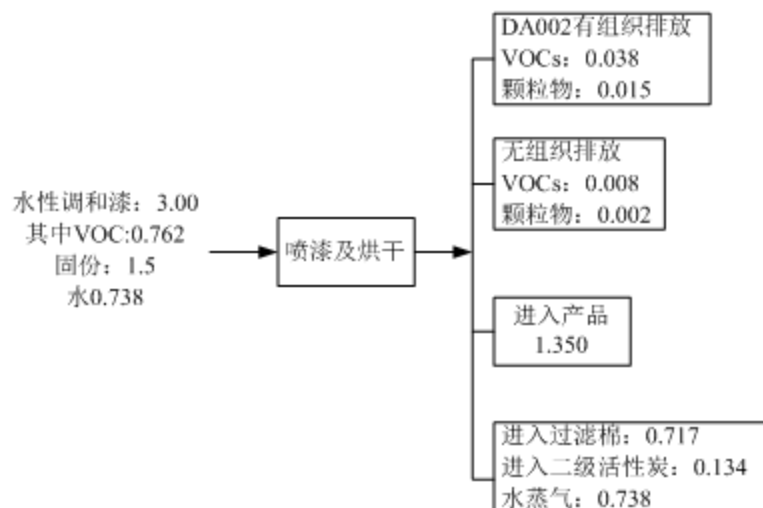 水性调和漆：3.00
其中VOC:0.762
固份：1.5
水0.738
喷漆及烘干
DA002有组织排放
VOCs：0.038
颗粒物：0.015
无组织排放
VOCs：0.008
颗粒物：0.002
进入产品
1.350
进入过滤棉：0.717
进入二级活性炭：0.134
水蒸气：0.738